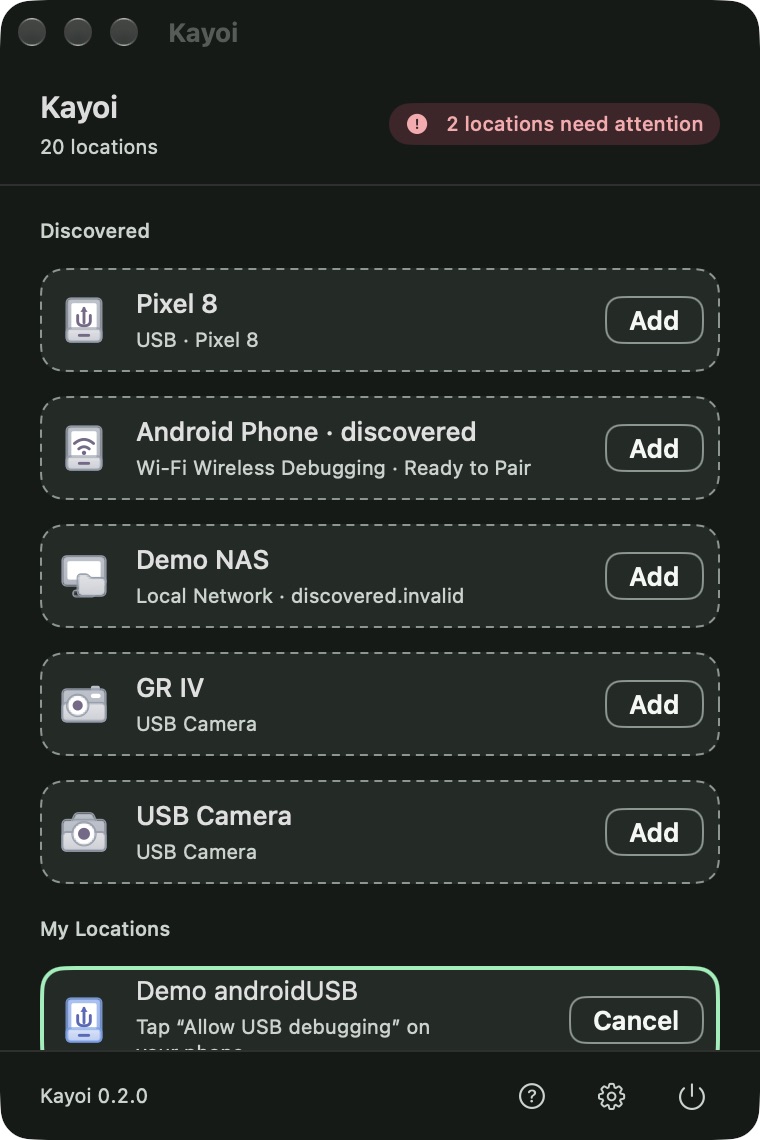 Kayoi
Kayoi
20 locations
2 locations need attention
Discovered
Pixel 8
USB · Pixel 8
Add
Android Phone · discovered
Wi-Fi Wireless Debugging · Ready to Pair
Add
Demo NAS
Local Network · discovered.invalid
Add
GR IV
USB Camera
Add
USB Camera
USB Camera
Add
My Locations
Demo androidUSB
Tap “Allow USB debugging” on
your phone
Cancel
Kayoi 0.2.0